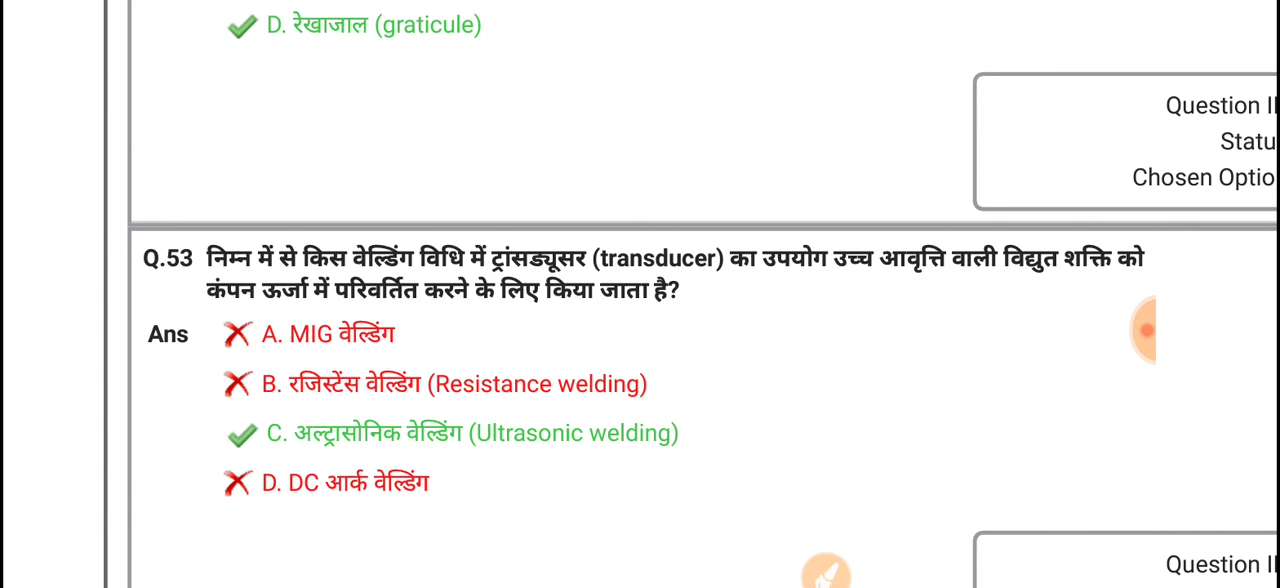 D. रेखाजाल (graticule)
Question
Statu
Chosen Optio
Q.53 निम्न में से किस वेल्डिंग विधि में ट्रांसड्यूसर (transducer) का उपयोग उच्च आवृत्ति वाली विद्युत शक्ति को
कंपन ऊर्जा में परिवर्तित करने के लिए किया जाता है?
Ans A. MIG वेल्डिंग
B. रजिस्टेंस वेल्डिंग (Resistance welding)
C. अल्ट्रासोनिक वेल्डिंग (Ultrasonic welding)
D. DC आर्क वेल्डिंग
Question